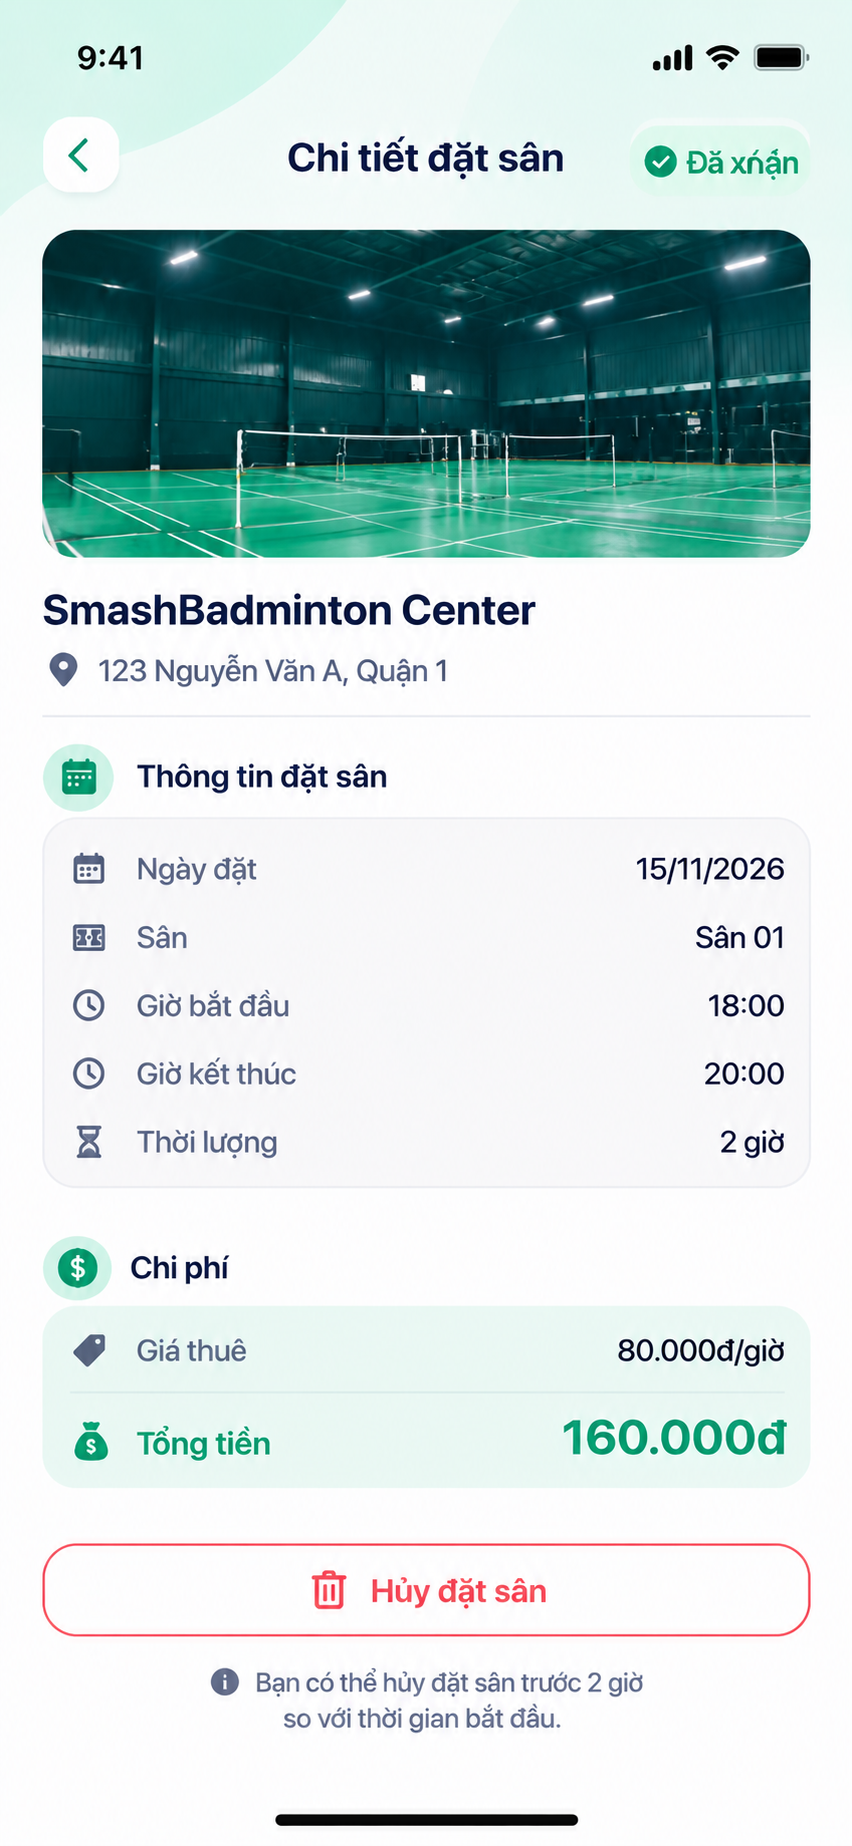 9:41
Chi tiết đặt sân
Đã
SmashBadminton Center
123 Nguyễn Văn A, Quận 1
Thông tin đặt sân
Ngày đặt 15/11/2026
Sân Sân 01
Giờ bắt đầu 18:00
Giờ kết thúc 20:00
Thời lượng 2 giờ
Chi phí
Giá thuê 80.000đ/giờ
Tổng tiền 160.000đ
Hủy đặt sân
Bạn có thể hủy đặt sân trước 2 giờ
so với thời gian bắt đầu.